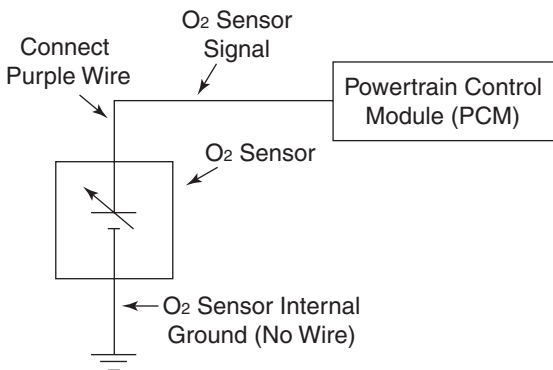 O2 Sensor
Signal
Connect
Purple Wire
Powertrain Control
Module (PCM)
O2 Sensor
O2 Sensor Internal
Ground (No Wire)